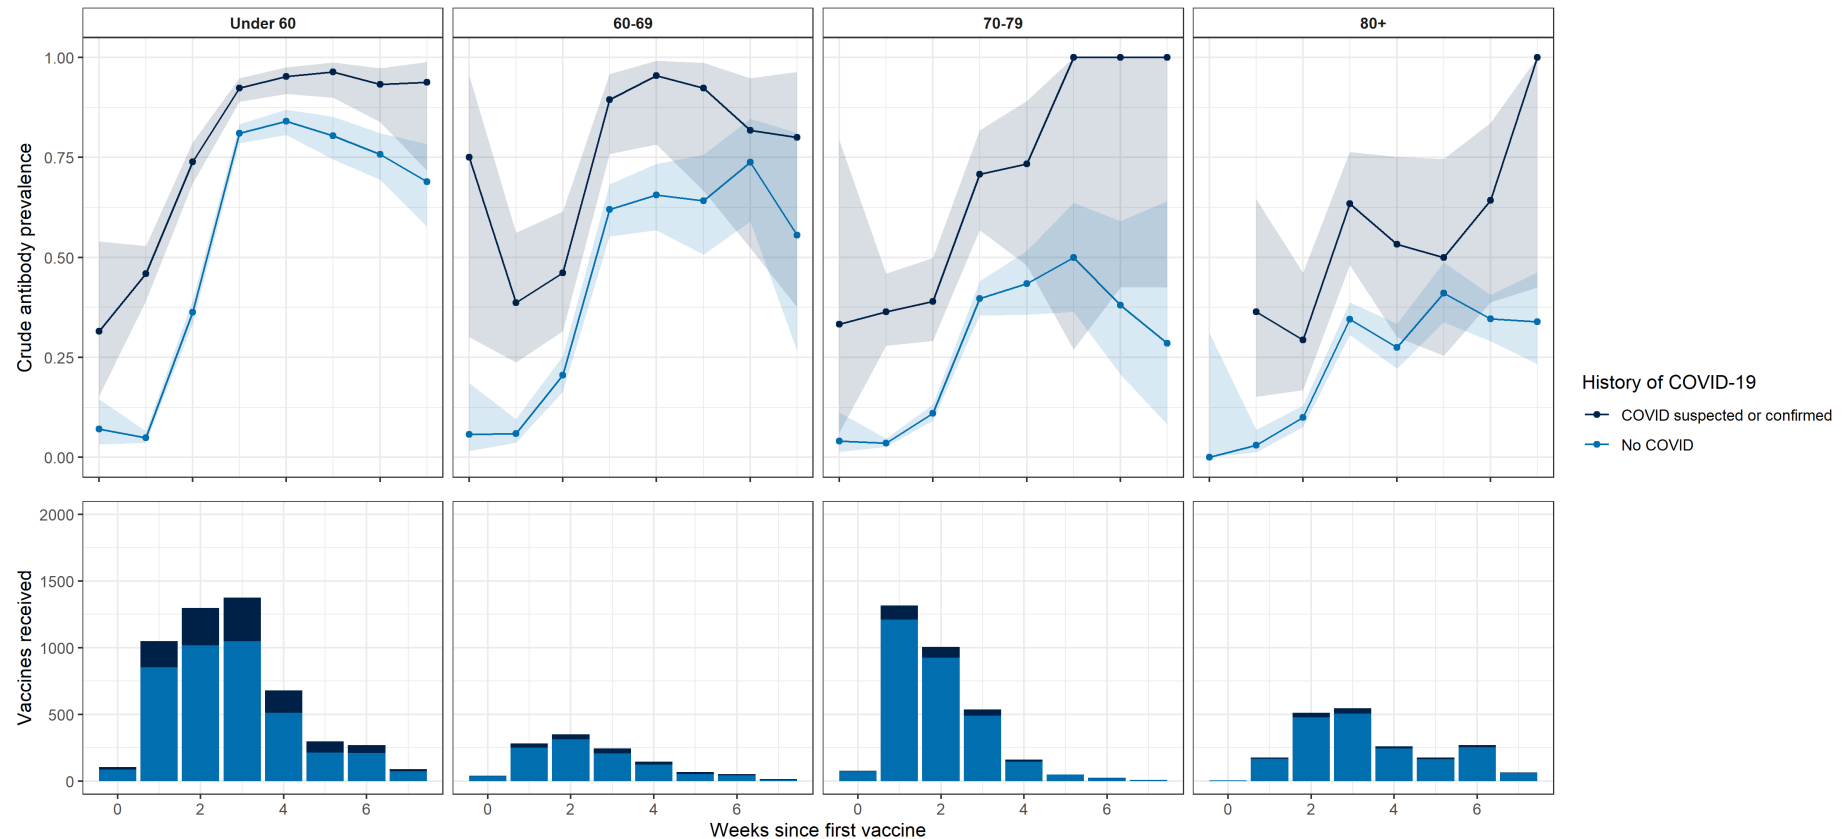 Under 60 60-69 70-79 80+
Crude antibody prevalence
1.00
0.75
0.50
0.25
0.00
History of COVID-19
COVID suspected or confirmed
No COVID
Vaccines received
2000
1500
1000
500
0
0 2 4 6 0 2 4 6 0 2 4 6 0 2 4 6
Weeks since first vaccine